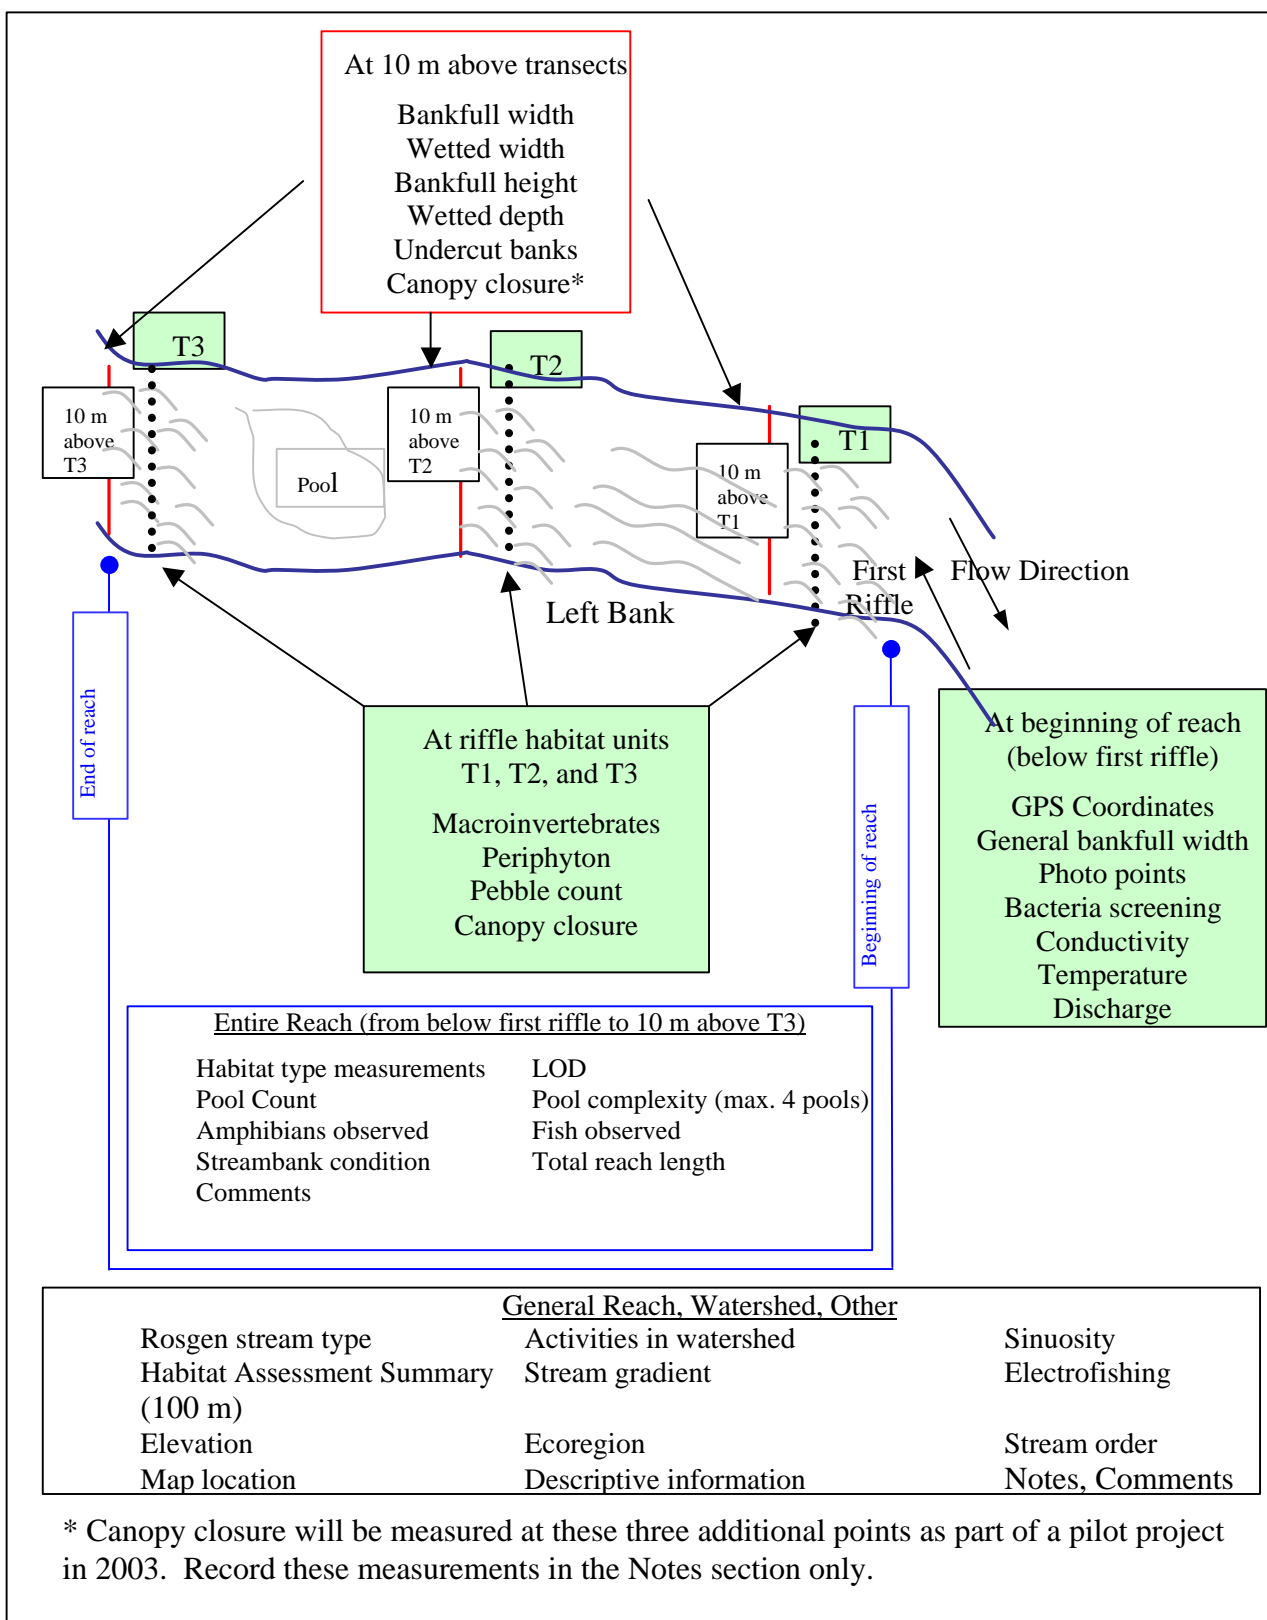 At 10 m above transects
Bankfull width
Wetted width
Bankfull height
Wetted depth
Undercut banks
Canopy closure*
T3
T2
T1
10 m
above
T3
Pool
10 m
above
T2
10 m
above
T1
First
Riffle
Flow Direction
Left Bank
End of reach
Beginning of reach
At riffle habitat units
T1, T2, and T3
Macroinvertebrates
Periphyton
Pebble count
Canopy closure
At beginning of reach
(below first riffle)
GPS Coordinates
General bankfull width
Photo points
Bacteria screening
Conductivity
Temperature
Discharge
Entire Reach (from below first riffle to 10 m above T3)
Habitat type measurements LOD
Pool Count Pool complexity (max. 4 pools)
Amphibians observed Fish observed
Streambank condition Total reach length
Comments
General Reach, Watershed, Other
Rosgen stream type Activities in watershed Sinuosity
Habitat Assessment Summary Stream gradient Electrofishing
(100 m)
Elevation Ecoregion Stream order
Map location Descriptive information Notes, Comments
* Canopy closure will be measured at these three additional points as part of a pilot project
in 2003. Record these measurements in the Notes section only.